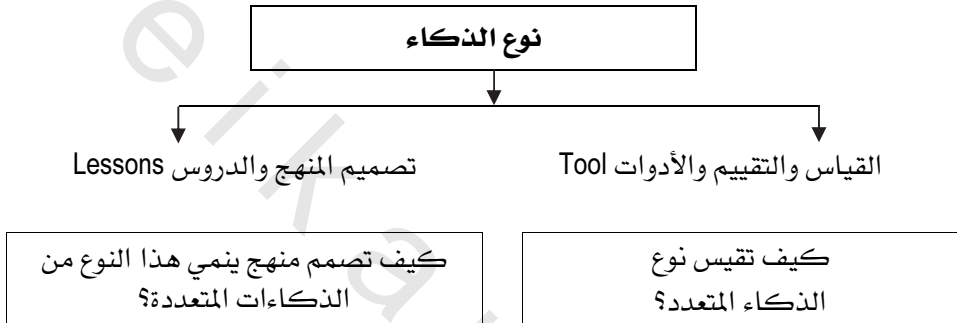 نوع الذكاء
القياس والتقييم والأدوات Tool
تصميم المنهج والدروس Lessons
كيف تقيس نوع
الذكاء المتعدد؟
كيف تصمم منهج ينمي هذا النوع من
الذكاءات المتعددة؟
e i k a